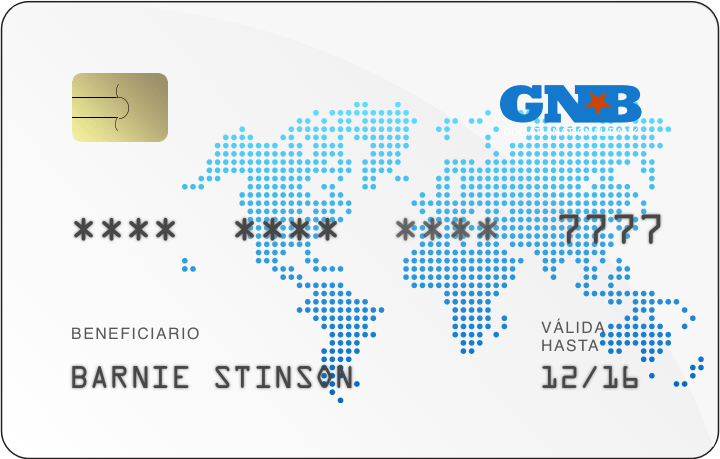 GNB
**** **** **** 7777
BENEFICIARIO
VÁLIDA
HASTA
BARNIE STINSON
12/16